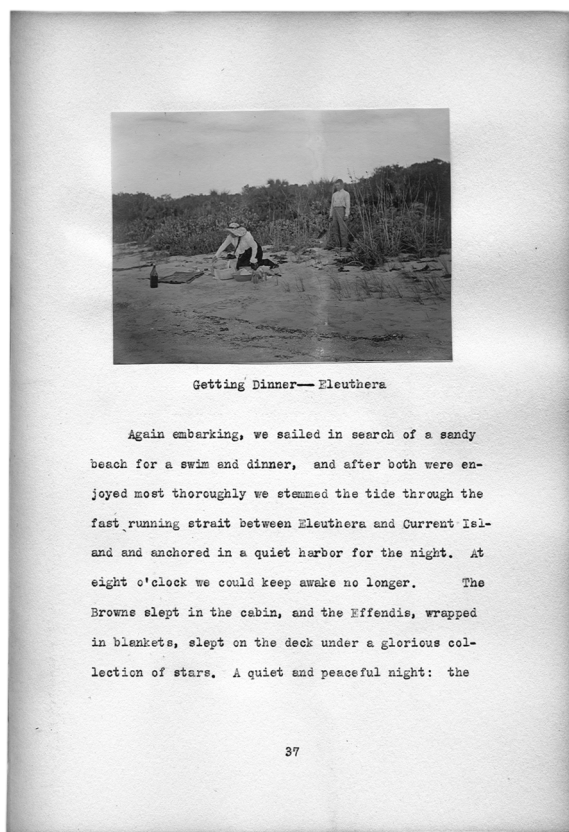 Getting Dinner—Eleuthera
Again embarking, we sailed in search of a sandy
beach for a swim and dinner, and after both were en-
joyed most thoroughly we stemmed the tide through the
fast running strait between Eleuthera and Current Isl-
and and anchored in a quiet harbor for the night. At
eight o'clock we could keep awake no longer. The
Browns slept in the cabin, and the Effendis, wrapped
in blankets, slept on the deck under a glorious col-
lection of stars. A quiet and peaceful night: the
37